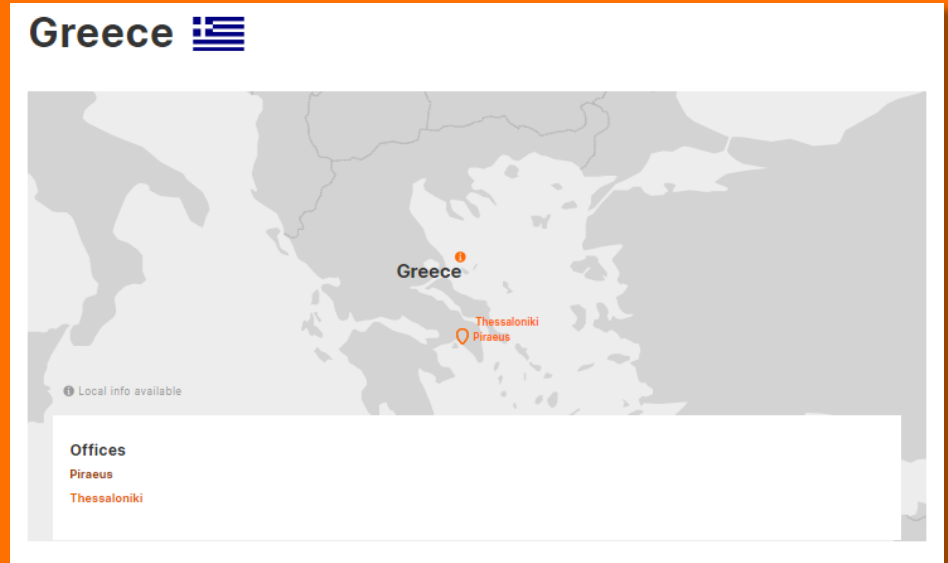 Greece
Greece
Thessaloniki
Piraeus
Local info available
Offices
Piraeus
Thessaloniki